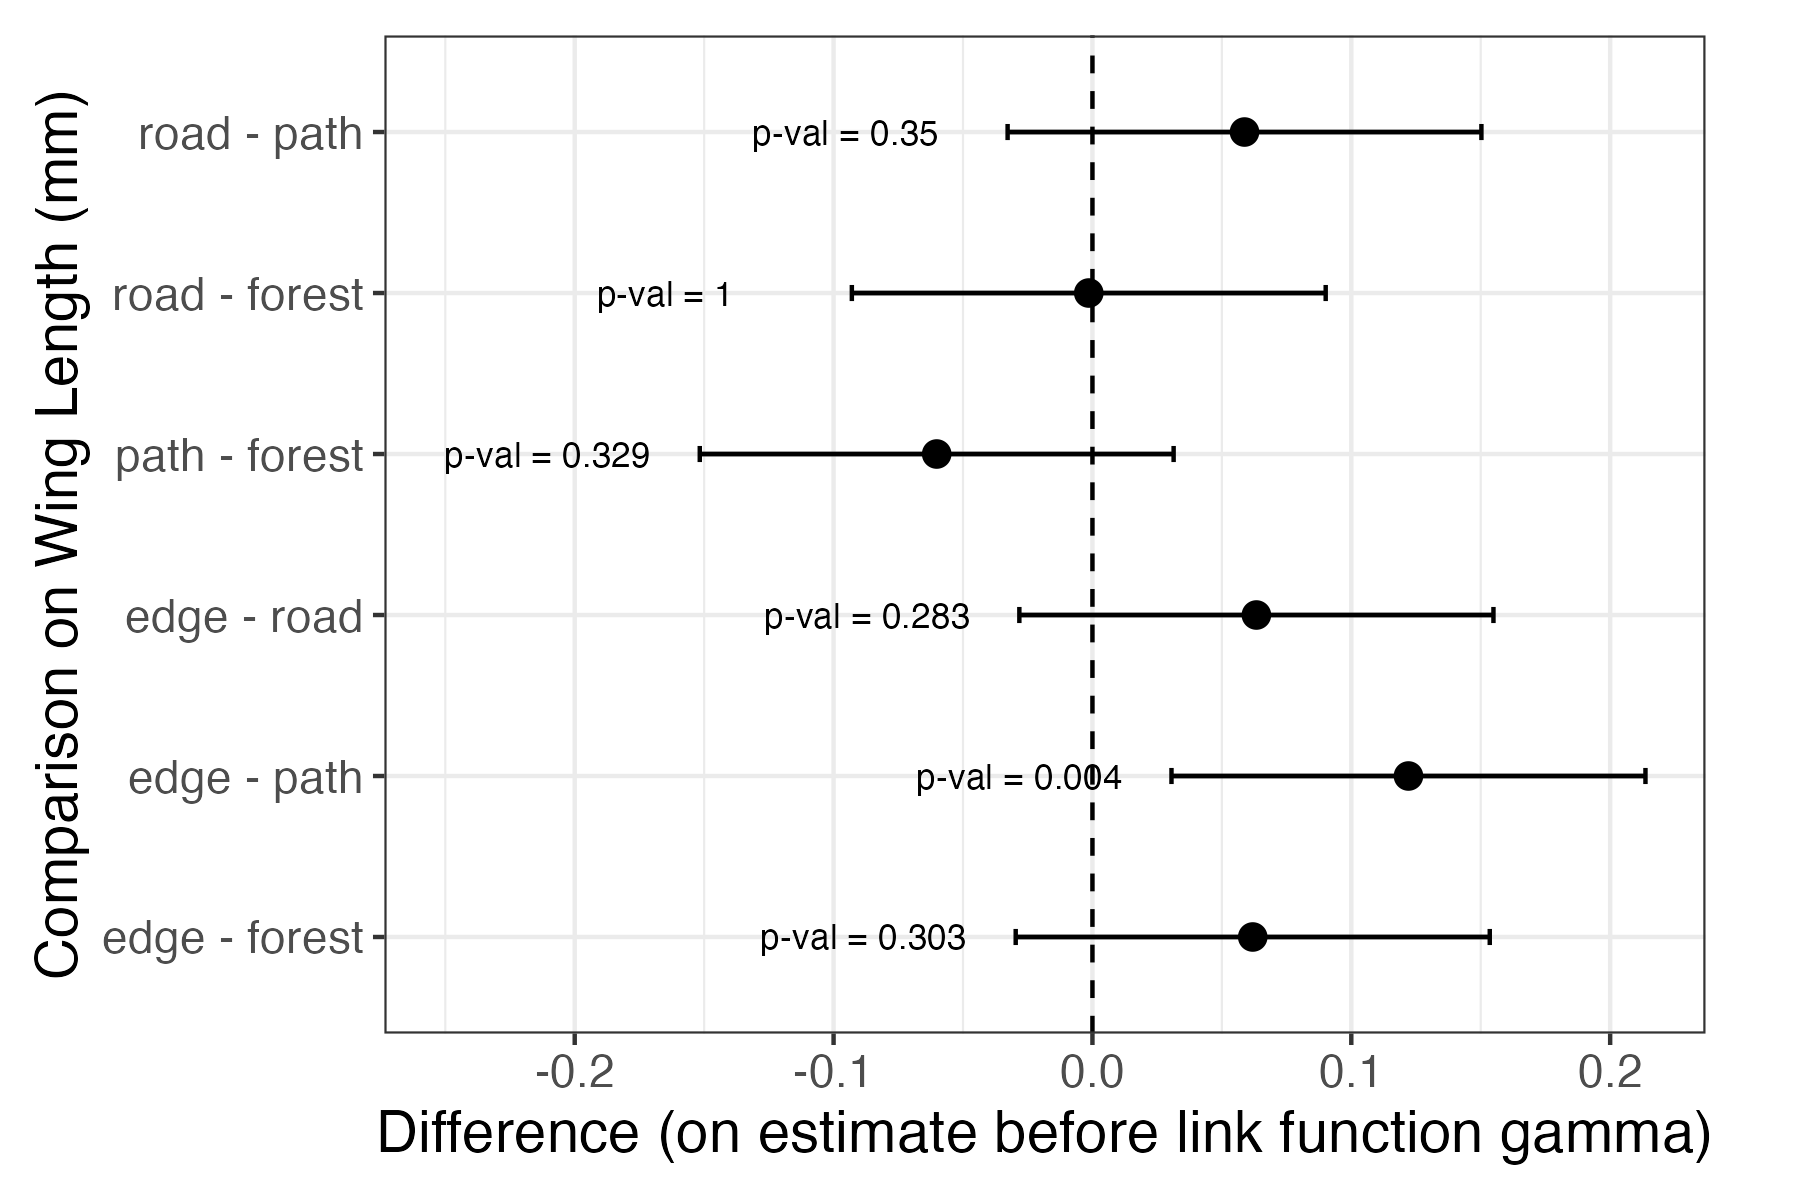 Comparison on Wing Length (mm)
road - path
p-val = 0.35
road - forest
p-val = 1
path - forest
p-val = 0.329
edge - road
p-val = 0.283
edge - path
p-val = 0.004
edge - forest
p-val = 0.303
-0.2
-0.1
0.0
0.1
0.2
Difference (on estimate before link function gamma)